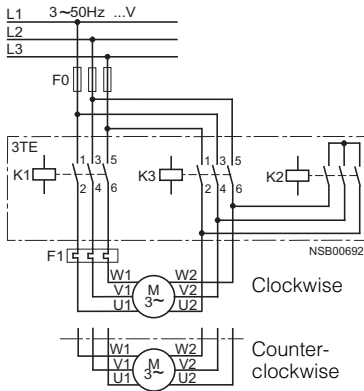 L1 3~50Hz ...V
L2
L3
F0
3TE
1 3 5
1 3 5
K1
K3
K2
2 4 6
2 4 6
NSB00692
F1
W1 W2
V1 M V2
U1 3~ U2
Clockwise
W1 W2
V1 M V2
U1 3~ U2
Counter-
clockwise